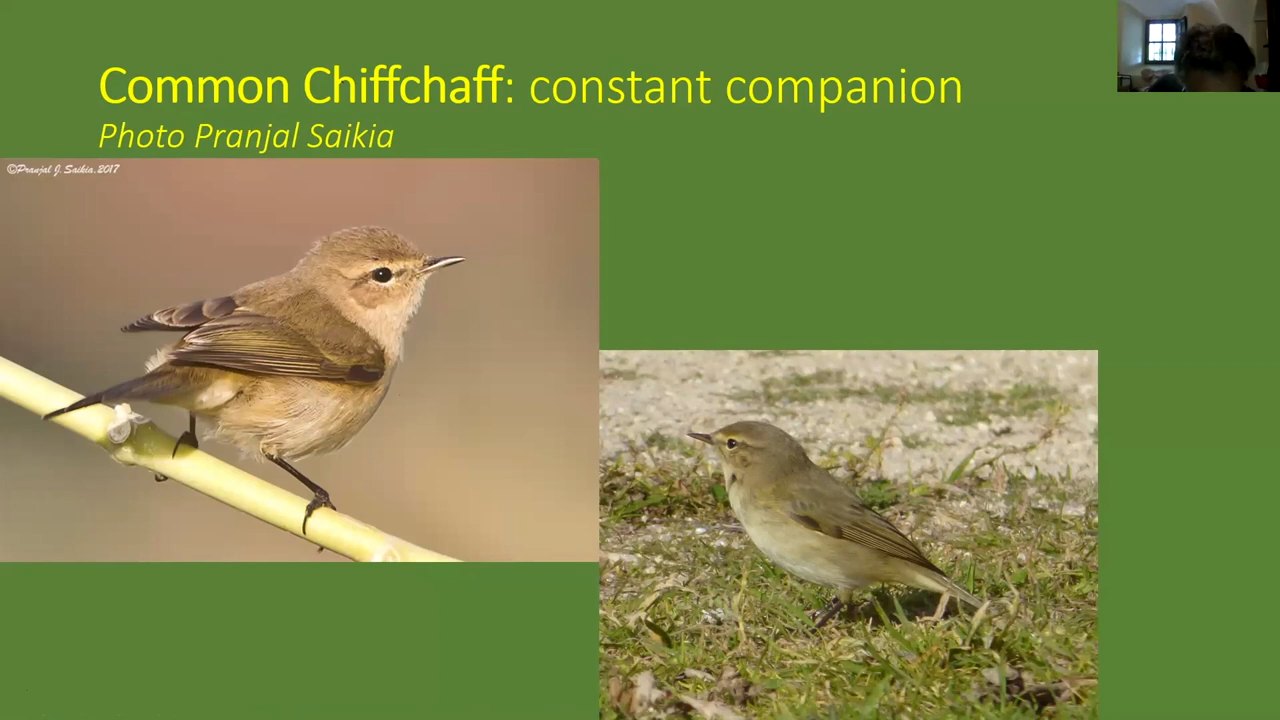 Common Chiffchaff: constant companion
Photo Pranjal Saikia
©Pranjal J. Saikia, 2017